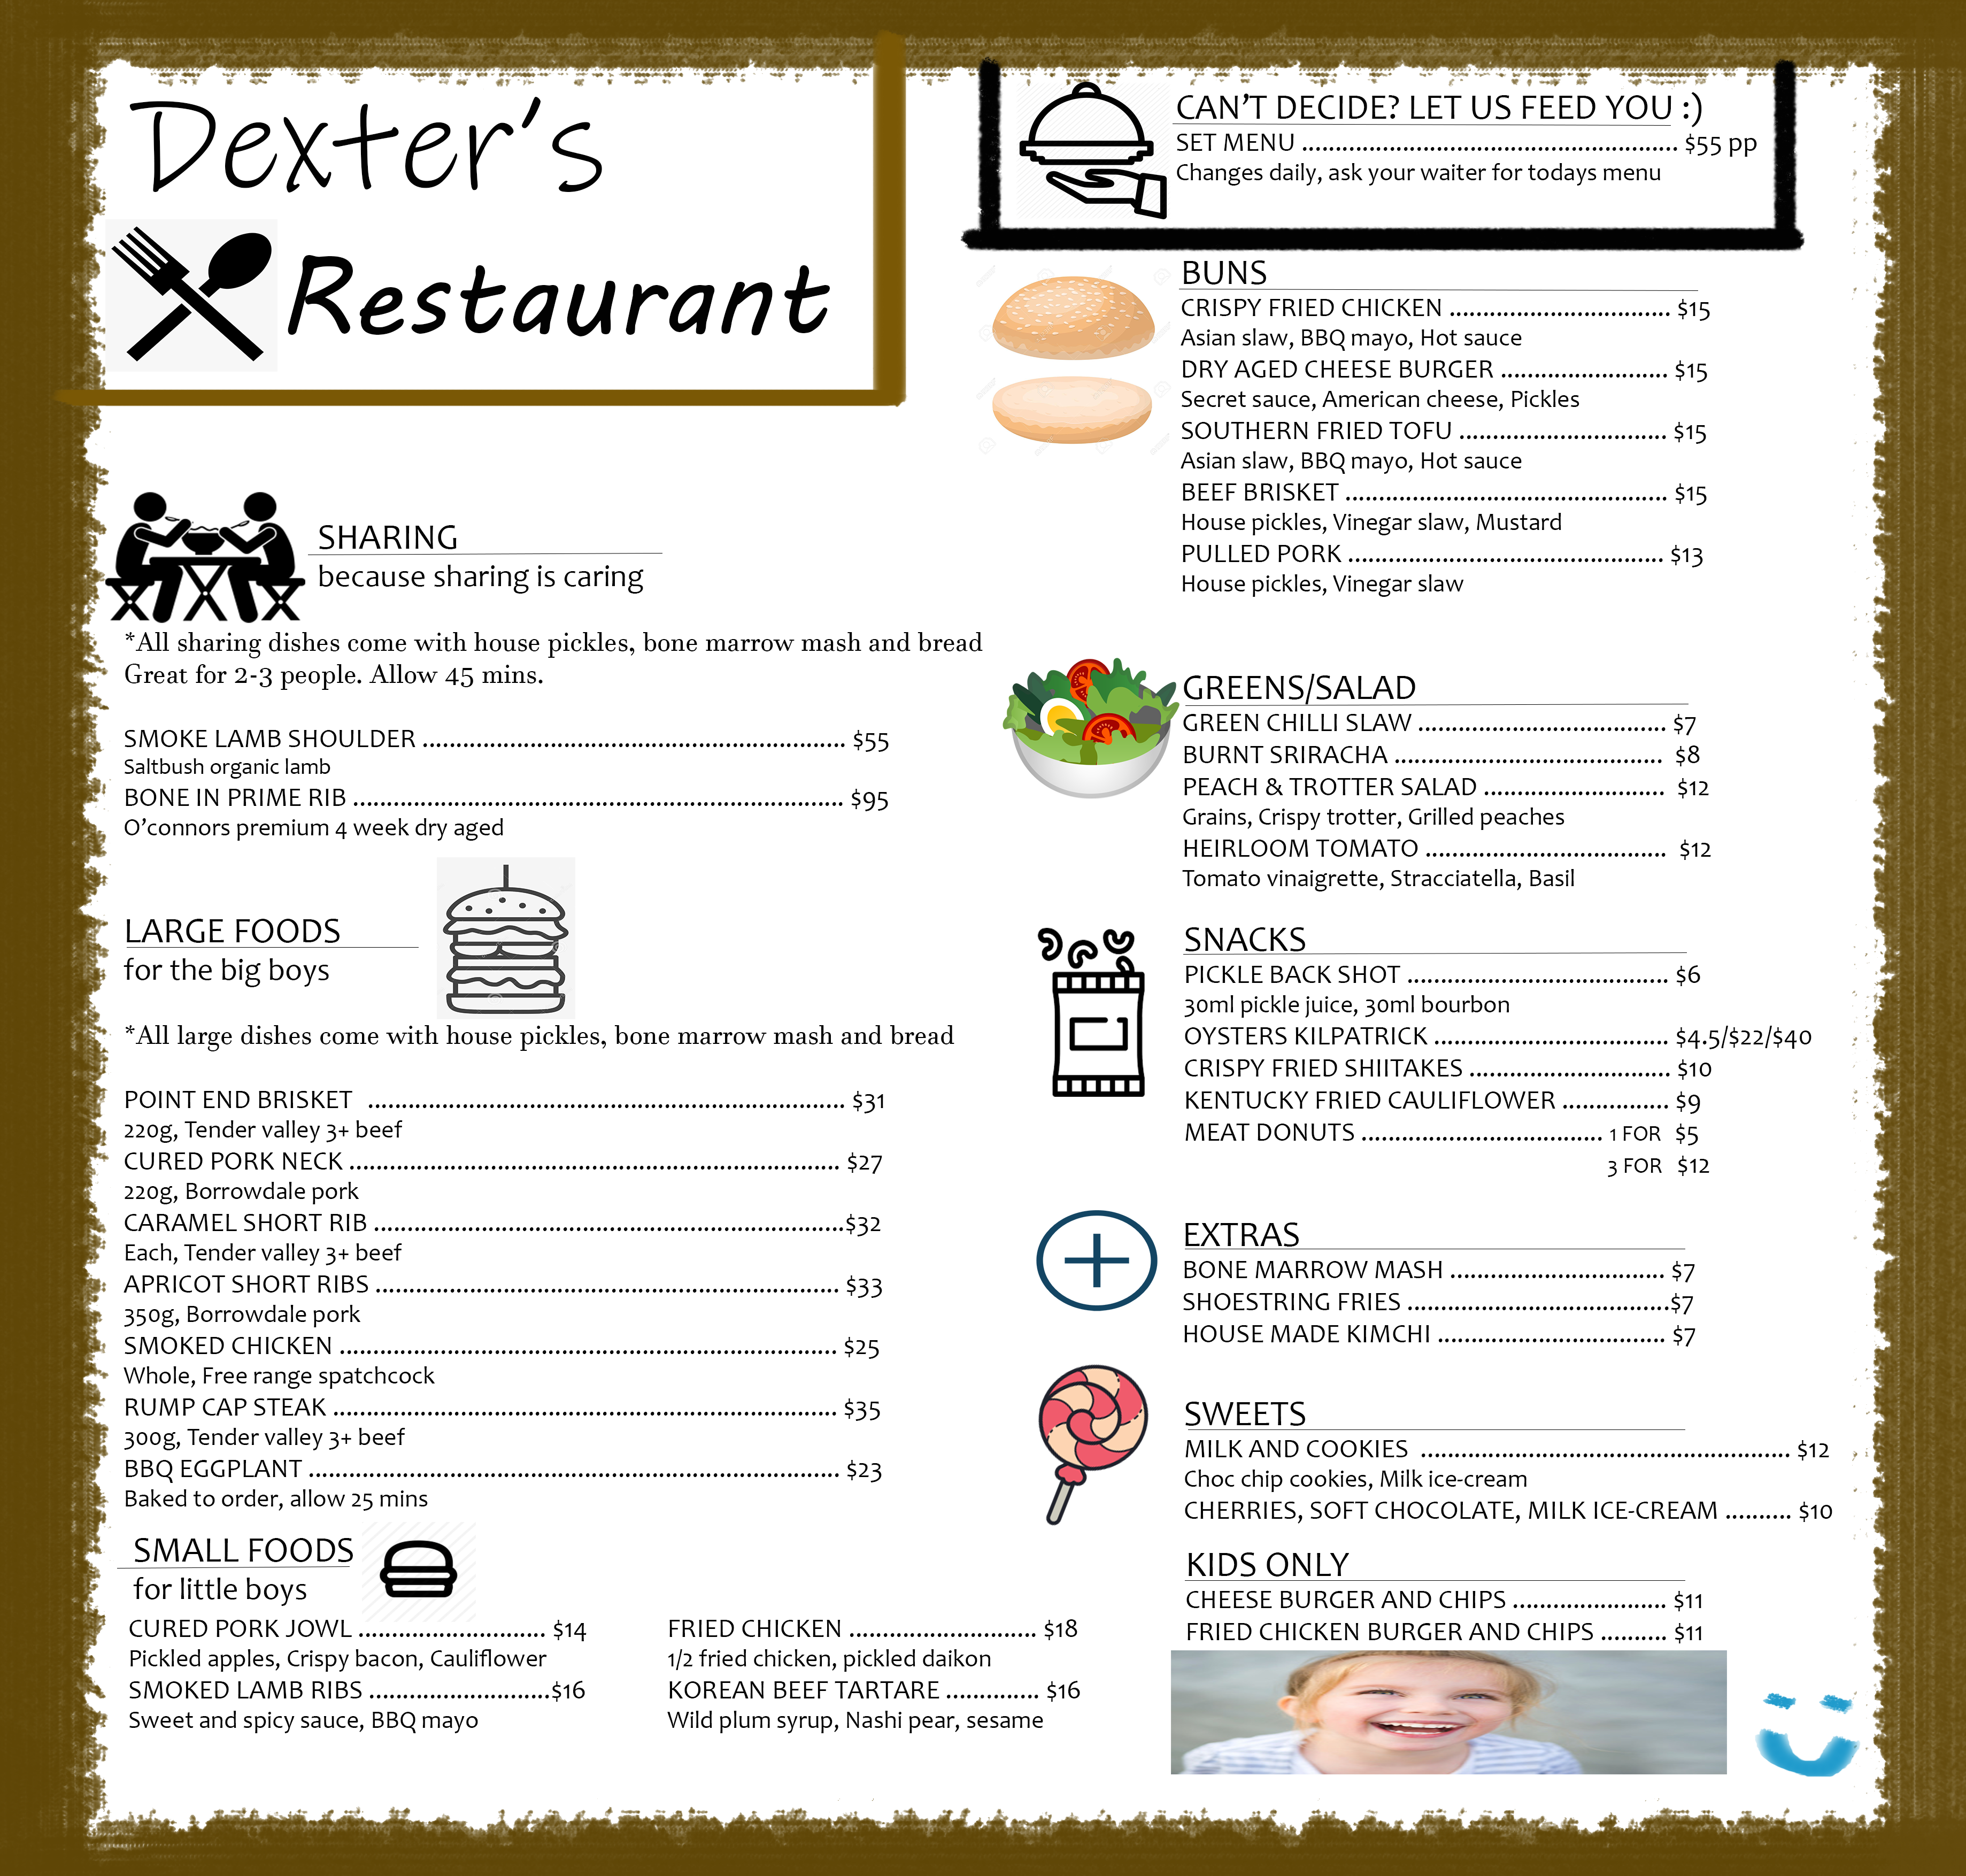 Dexter's
Restaurant
SHARING
because sharing is caring
*All sharing dishes come with house pickles, bone marrow mash and bread
Great for 2-3 people. Allow 45 mins.
SMOKE LAMB SHOULDER ............................................................... $55
Saltbush organic lamb
BONE IN PRIME RIB ......................................................................... $95
O'connors premium 4 week dry aged
LARGE FOODS
for the big boys
*All large dishes come with house pickles, bone marrow mash and bread
POINT END BRISKET ....................................................................... $31
220g, Tender valley 3+ beef
CURED PORK NECK ......................................................................... $27
220g, Borrowdale pork
CARAMEL SHORT RIB ......................................................................$32
Each, Tender valley 3+ beef
APRICOT SHORT RIBS ..................................................................... $33
350g, Borrowdale pork
SMOKED CHICKEN .......................................................................... $25
Whole, Free range spatchcock
RUMP CAP STEAK ........................................................................... $35
300g, Tender valley 3+ beef
BBQ EGGPLANT ............................................................................... $23
Baked to order, allow 25 mins
SMALL FOODS
for little boys
CURED PORK JOWL ............................ $14
Pickled apples, Crispy bacon, Cauliflower
SMOKED LAMB RIBS ...........................$16
Sweet and spicy sauce, BBQ mayo
FRIED CHICKEN ............................ $18
1/2 fried chicken, pickled daikon
KOREAN BEEF TARTARE .............. $16
Wild plum syrup, Nashi pear, sesame
CAN'T DECIDE? LET US FEED YOU :)
SET MENU ........................................................ $55 pp
Changes daily, ask your waiter for todays menu
BUNS
CRISPY FRIED CHICKEN ................................. $15
Asian slaw, BBQ mayo, Hot sauce
DRY AGED CHEESE BURGER ......................... $15
Secret sauce, American cheese, Pickles
SOUTHERN FRIED TOFU ............................... $15
Asian slaw, BBQ mayo, Hot sauce
BEEF BRISKET ................................................ $15
House pickles, Vinegar slaw, Mustard
PULLED PORK ............................................... $13
House pickles, Vinegar slaw
GREENS/SALAD
GREEN CHILLI SLAW ..................................... $7
BURNT SRIRACHA ........................................ $8
PEACH & TROTTER SALAD ........................... $12
Grains, Crispy trotter, Grilled peaches
HEIRLOOM TOMATO .................................... $12
Tomato vinaigrette, Stracciatella, Basil
SNACKS
PICKLE BACK SHOT ....................................... $6
30ml pickle juice, 30ml bourbon
OYSTERS KILPATRICK ................................... $4.5/$22/$40
CRISPY FRIED SHIITAKES .............................. $10
KENTUCKY FRIED CAULIFLOWER ................ $9
MEAT DONUTS .................................... 1 FOR $5
3 FOR $12
EXTRAS
BONE MARROW MASH ................................ $7
SHOESTRING FRIES .......................................$7
HOUSE MADE KIMCHI .................................. $7
SWEETS
MILK AND COOKIES ....................................................... $12
Choc chip cookies, Milk ice-cream
CHERRIES, SOFT CHOCOLATE, MILK ICE-CREAM .......... $10
KIDS ONLY
CHEESE BURGER AND CHIPS ....................... $11
FRIED CHICKEN BURGER AND CHIPS .......... $11